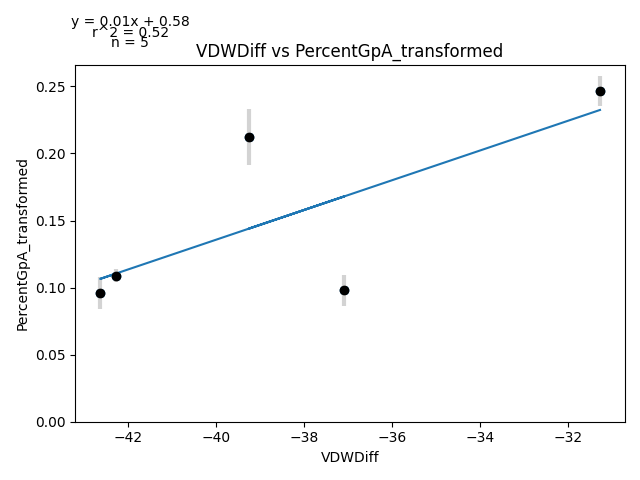 y = 0.01x + 0.58
r^2 = 0.52
n = 5
VDWDiff vs PercentGpA_transformed
PercentGpA_transformed
0.25
0.20
0.15
0.10
0.05
0.00
−42 −40 −38 −36 −34 −32
VDWDiff